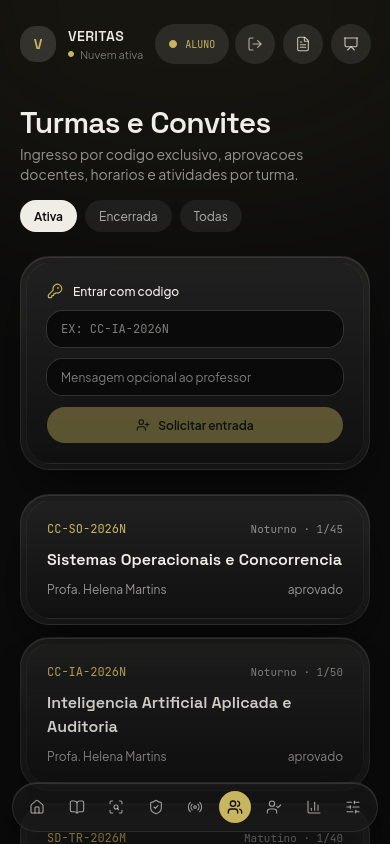 V
VERITAS
Nuvem ativa
ALUNO
Turmas e Convites
Ingresso por codigo exclusivo, aprovacoes
docentes, horarios e atividades por turma.
Ativa
Encerrada
Todas
Entrar com codigo
EX: CC-IA-2026N
Mensagem opcional ao professor
Solicitar entrada
CC-SO-2026N
Noturno · 1/45
Sistemas Operacionais e Concorrencia
Profa. Helena Martins
aprovado
CC-IA-2026N
Noturno · 1/50
Inteligencia Artificial Aplicada e
Auditoria
Profa. Helena Martins
aprovado
SD-TR-2026M
Matutino · 1/40